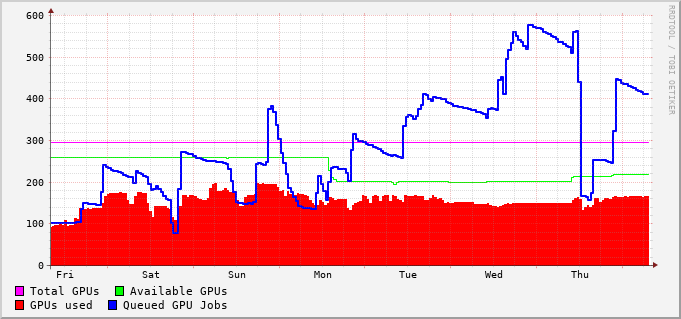 RRDTOOL / TOBI OETIKER
600
500
400
300
200
100
0
Fri Sat Sun Mon Tue Wed Thu
Total GPUs Available GPUs
GPUs used Queued GPU Jobs